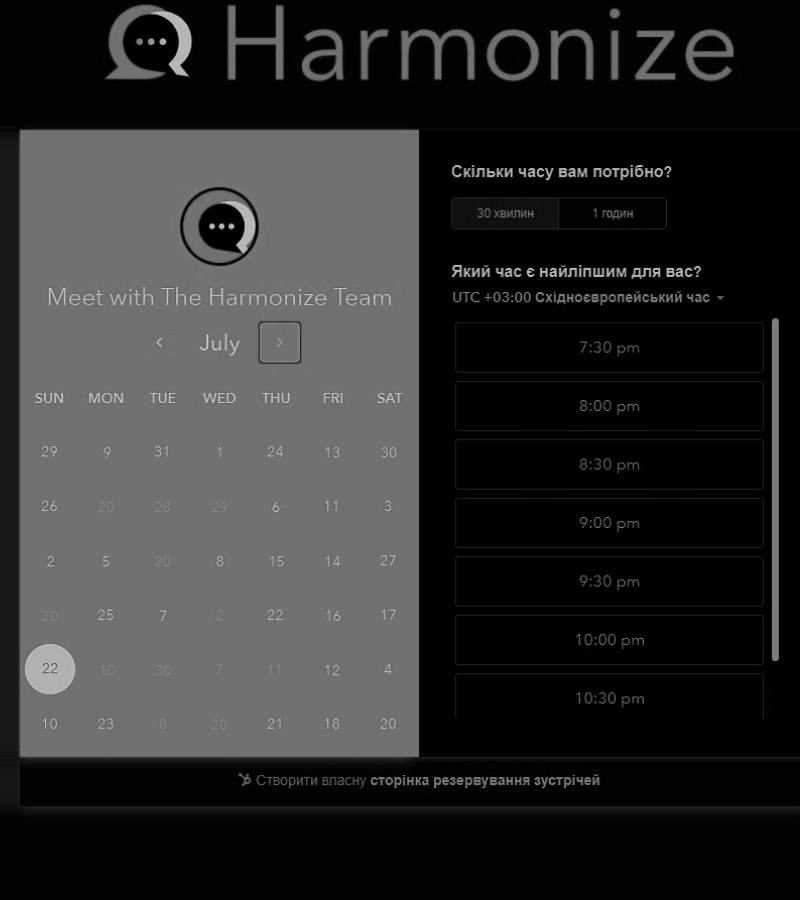 Harmonize
Meet with The Harmonize Team
July
SUN MON TUE WED THU FRI SAT
29 9 31 1 24 13 30
26 20 28 29 6 11 3
2 5 20 8 15 14 27
20 25 7 2 22 16 17
22 10 30 7 11 12 4
10 23 8 20 21 18 20
Скільки часу вам потрібно?
30 хвилин 1 годин
Який час є найліпшим для вас?
UTC +03:00 Східноєвропейський час
7:30 pm
8:00 pm
8:30 pm
9:00 pm
9:30 pm
10:00 pm
10:30 pm
Створити власну сторінка резервування зустрічей